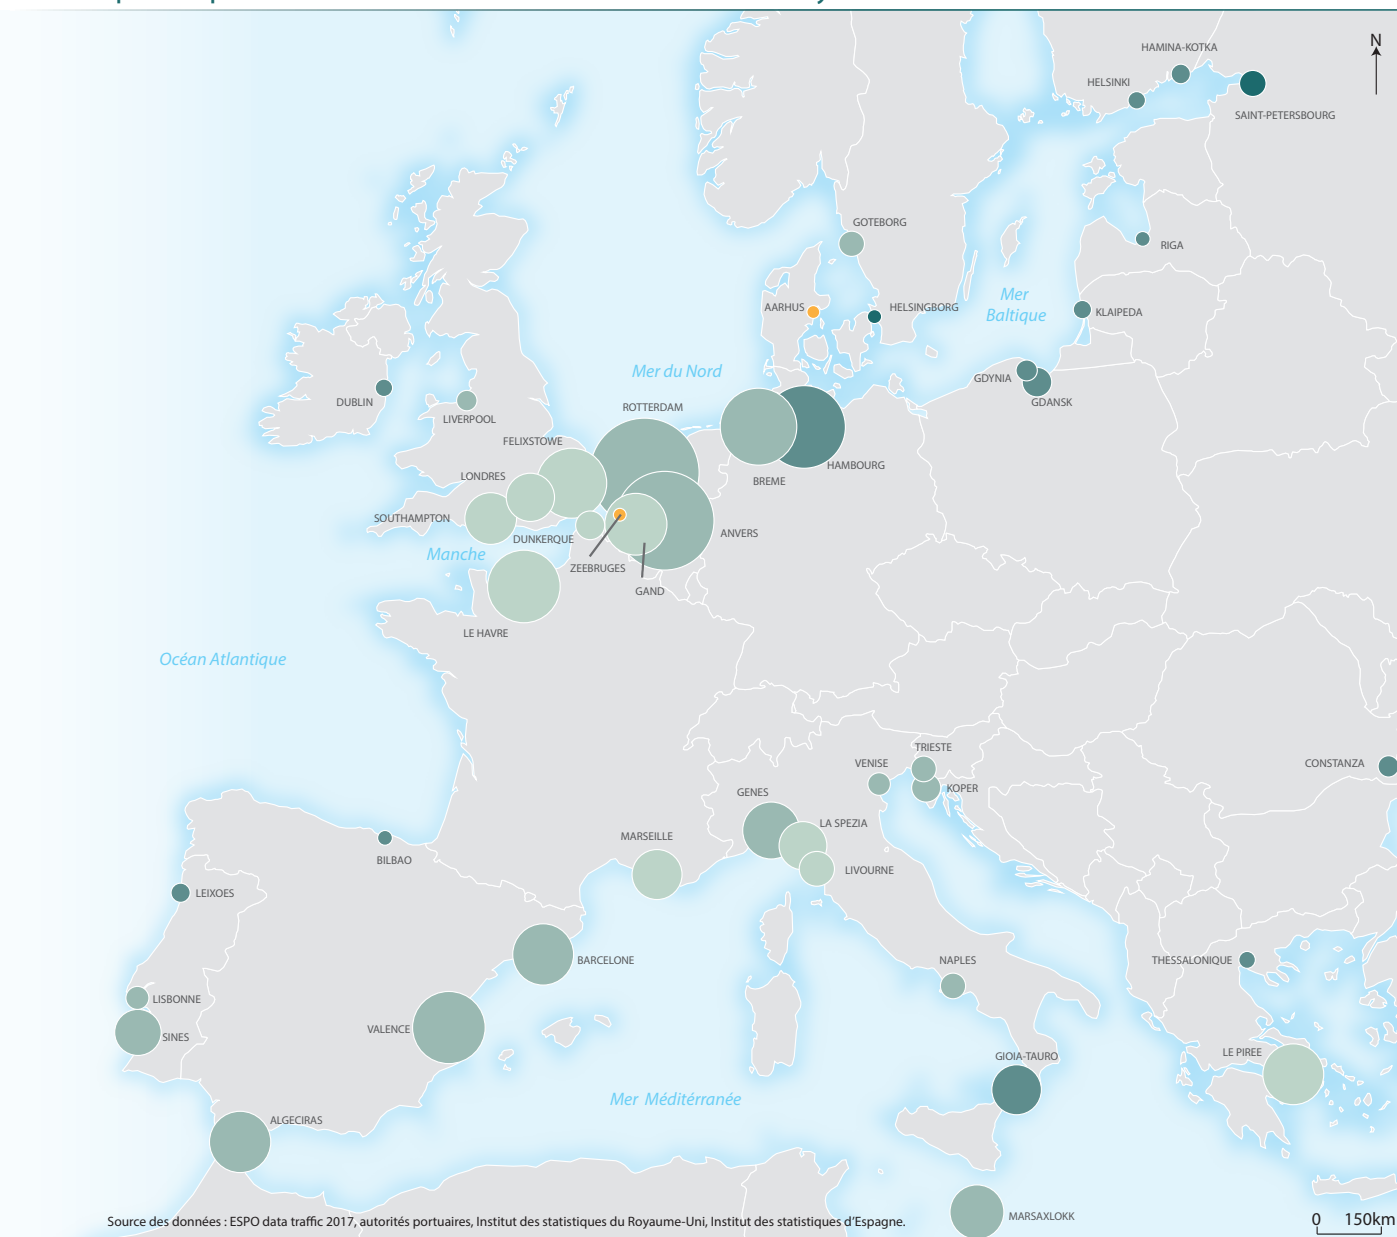 N
HAMINA-KOTKA
HELSINKI
SAINT-PETERSBOURG
GOTEBORG
RIGA
AARHUS
HELSINGBORG
Mer
Baltique
KLAIPEDA
Mer du Nord
GDYNIA
GDANSK
DUBLIN
LIVERPOOL
ROTTERDAM
FELIXSTOWE
HAMBOURG
BREME
LONDRES
SOUTHAMPTON
DUNKERQUE
ANVERS
Manche
ZEEBRUGES
GAND
LE HAVRE
Océan Atlantique
TRIESTE
VENISE
CONSTANZA
KOPER
GENES
LA SPEZIA
MARSEILLE
LIVOURNE
BILBAO
LEIXOES
BARCELONE
NAPLES
THESSALONIQUE
LISBONNE
VALENCE
SINES
GIOIA-TAURO
LE PIREE
Mer Méditérranée
ALGECIRAS
MARSAXLOKK
Source des données : ESPO data traffic 2017, autorités portuaires, Institut des statistiques du Royaume-Uni, Institut des statistiques d'Espagne.
0 150km